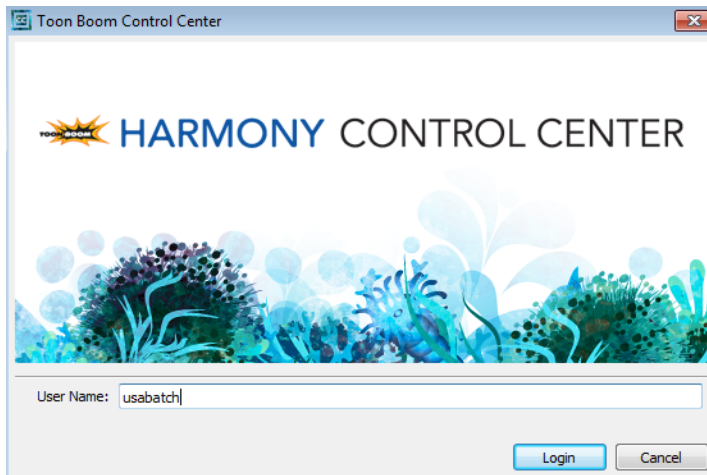 Toon Boom Control Center
TOON BOOM HARMONY CONTROL CENTER
User Name: usabatch
Login Cancel